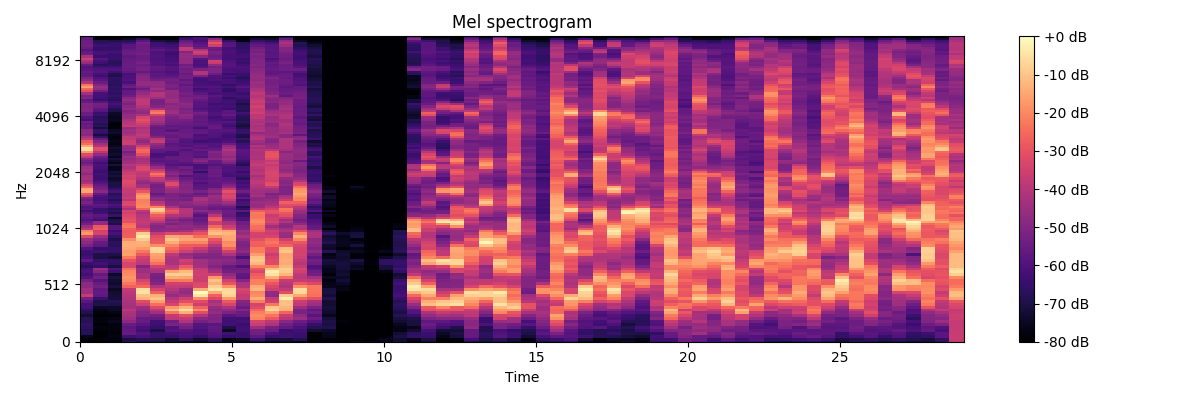 Mel spectrogram
8192
4096
2048
1024
512
0
Hz
0 5 10 15 20 25
Time
+0 dB
-10 dB
-20 dB
-30 dB
-40 dB
-50 dB
-60 dB
-70 dB
-80 dB